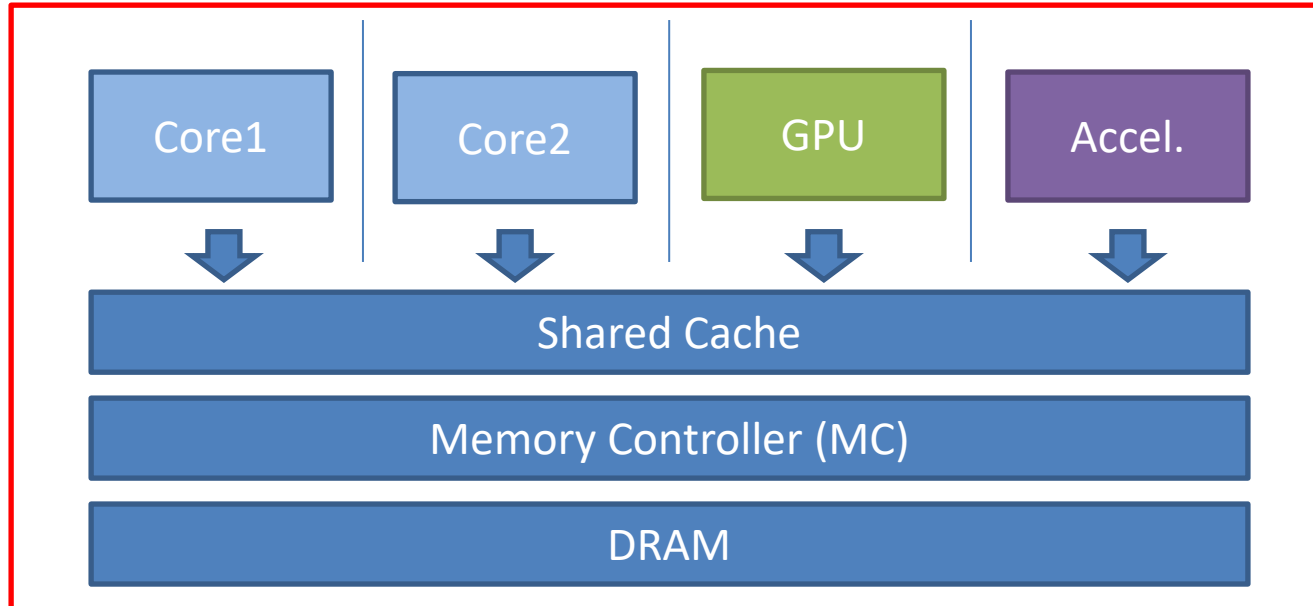 Core1
Core2
GPU
Accel.
Shared Cache
Memory Controller (MC)
DRAM